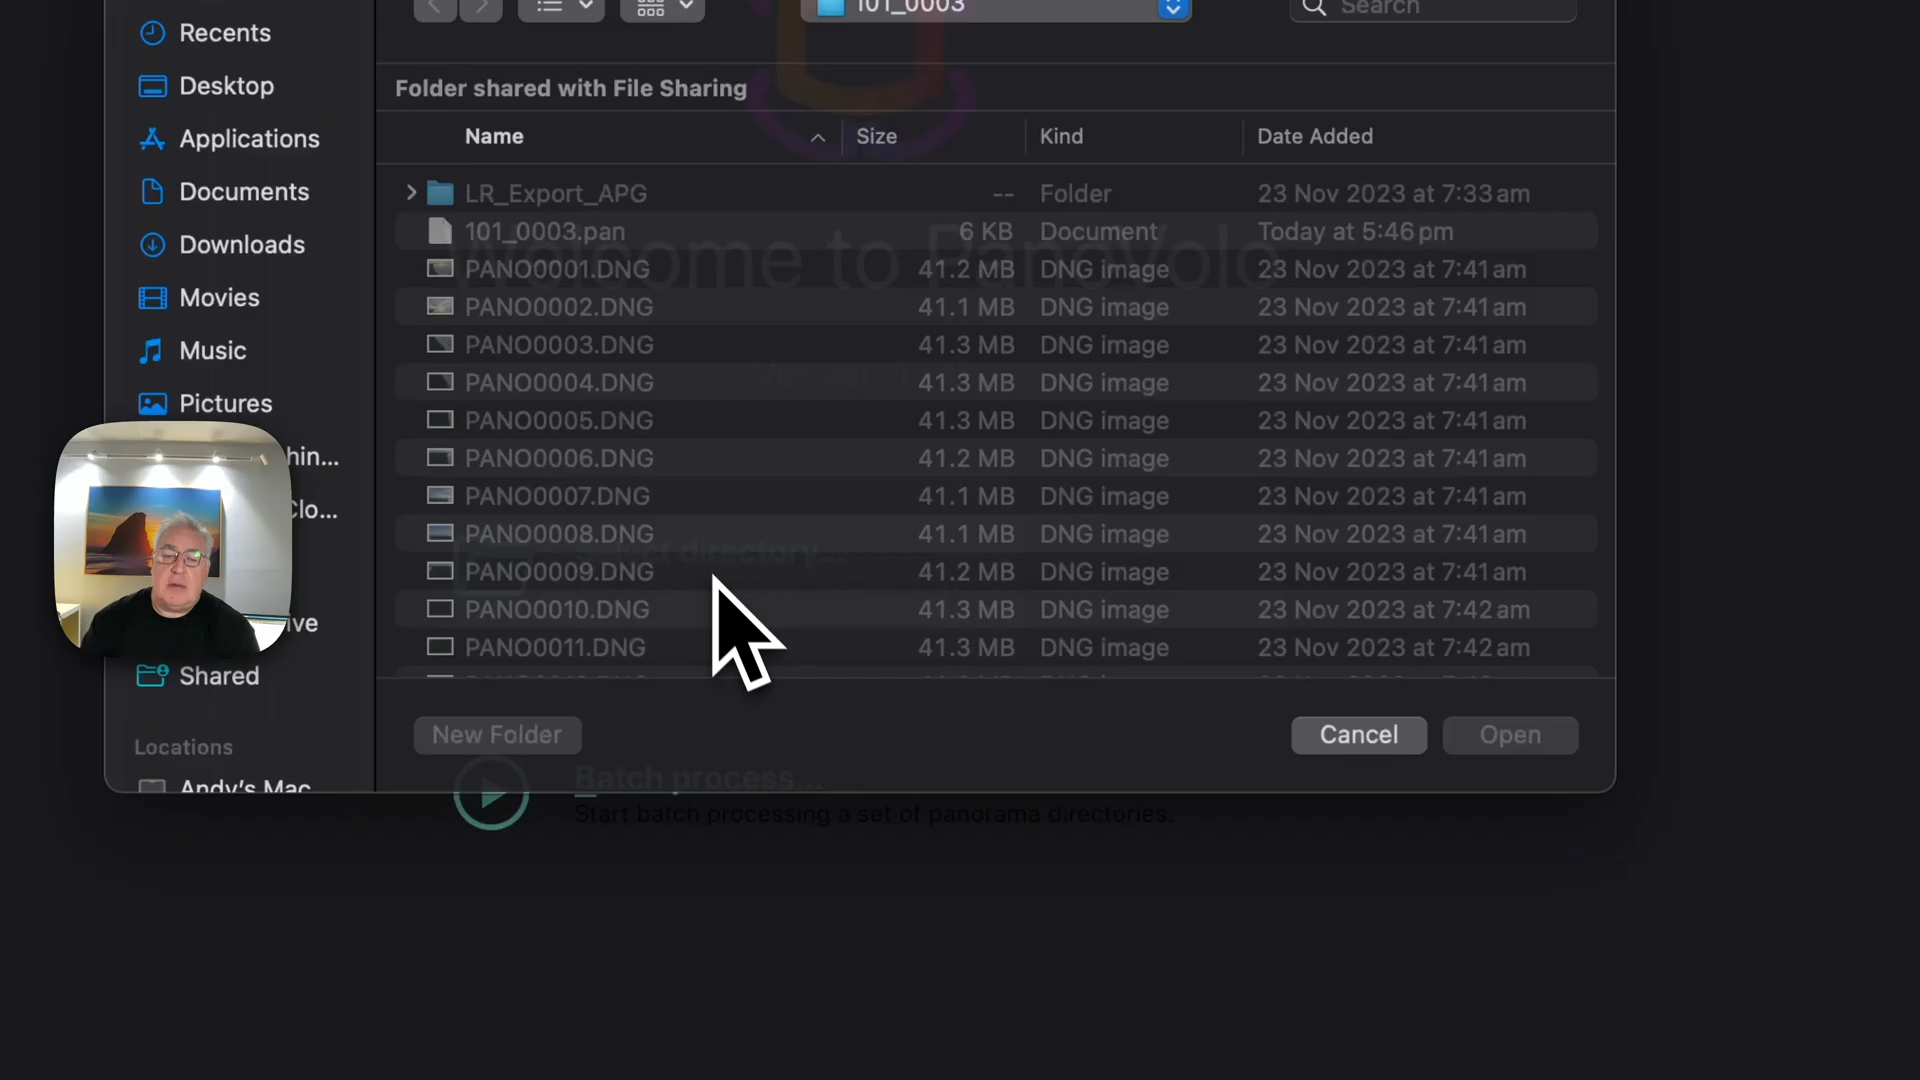 101_0003
Search
Recents
Desktop
Applications
Documents
Downloads
Movies
Music
Pictures
hin...
Clo...
ive
Shared
Locations
Andy's Mac
Folder shared with File Sharing
Name Size Kind Date Added
LR_Export_APG -- Folder 23 Nov 2023 at 7:33 am
101_0003.pan 6 KB Document Today at 5:46 pm
Welcome to PanoVolo
PANO0001.DNG 41.2 MB DNG image 23 Nov 2023 at 7:41 am
PANO0002.DNG 41.1 MB DNG image 23 Nov 2023 at 7:41 am
PANO0003.DNG 41.3 MB DNG image 23 Nov 2023 at 7:41 am
Version
PANO0004.DNG 41.3 MB DNG image 23 Nov 2023 at 7:41 am
PANO0005.DNG 41.3 MB DNG image 23 Nov 2023 at 7:41 am
PANO0006.DNG 41.2 MB DNG image 23 Nov 2023 at 7:41 am
PANO0007.DNG 41.1 MB DNG image 23 Nov 2023 at 7:41 am
PANO0008.DNG 41.1 MB DNG image 23 Nov 2023 at 7:41 am
Select directory...
PANO0009.DNG 41.2 MB DNG image 23 Nov 2023 at 7:41 am
PANO0010.DNG 41.3 MB DNG image 23 Nov 2023 at 7:42 am
PANO0011.DNG 41.3 MB DNG image 23 Nov 2023 at 7:42 am
New Folder Cancel Open
Batch process...
Start batch processing a set of panorama directories.